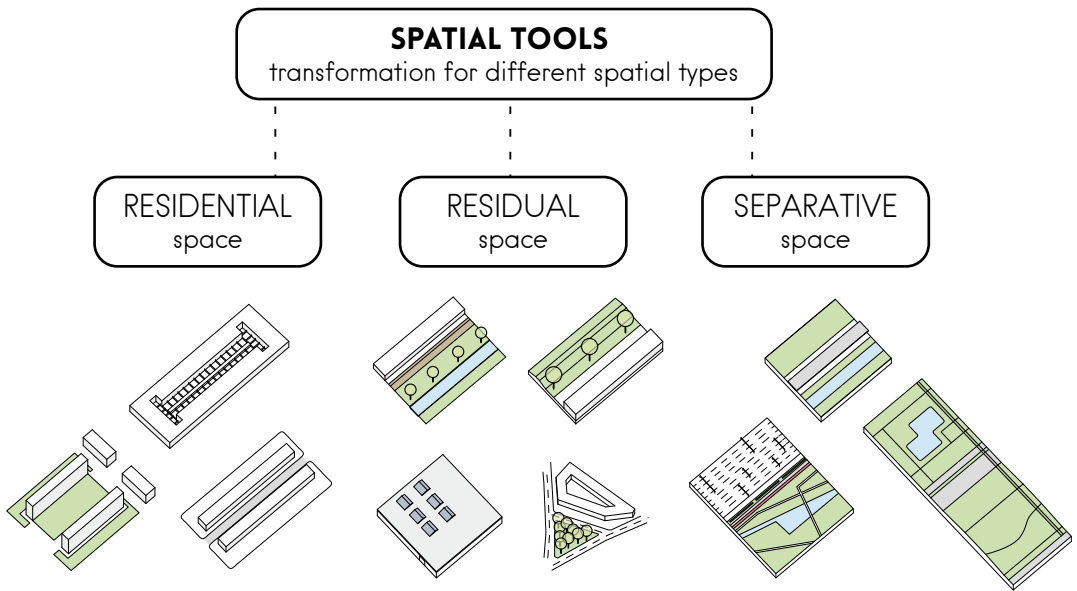 SPATIAL TOOLS
transformation for different spatial types
RESIDENTIAL
space
RESIDUAL
space
SEPARATIVE
space